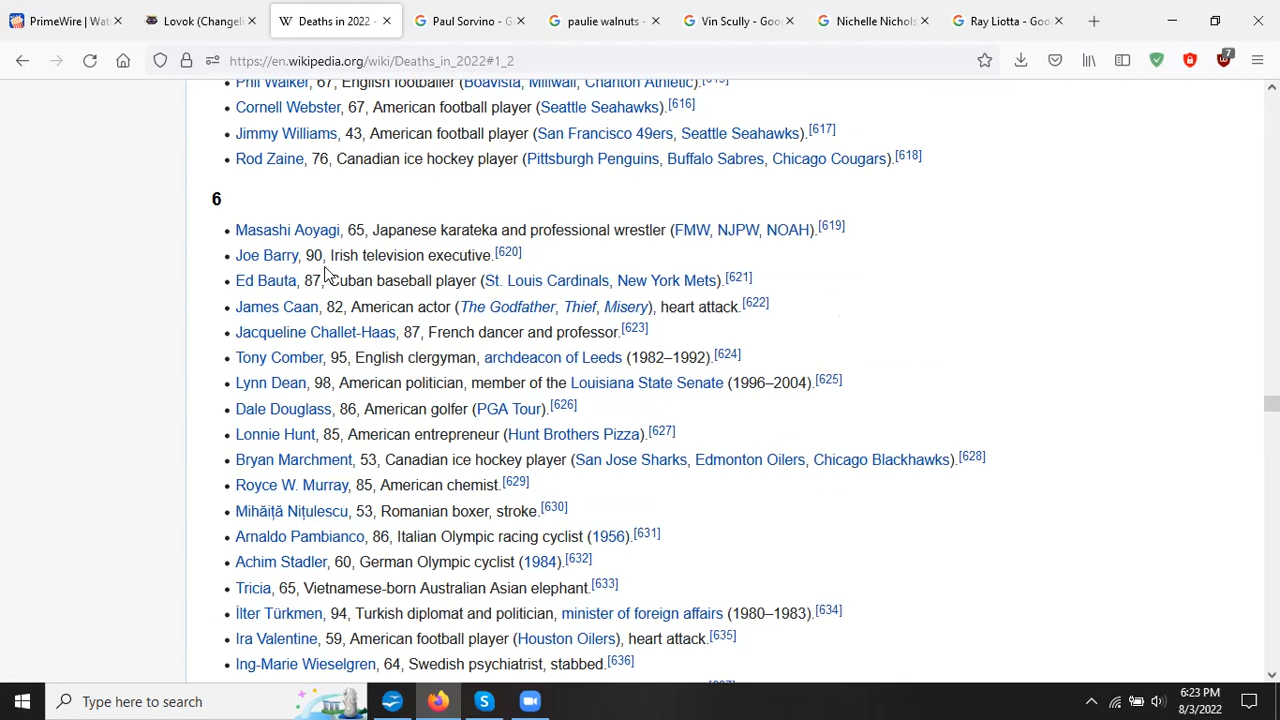 PrimeWire | Wat
Lovok (Changeli
Deaths in 2022 -
Paul Sorvino - G
paulie walnuts -
Vin Scully - Goo
Nichelle Nichols
Ray Liotta - Goo
https://en.wikipedia.org/wiki/Deaths_in_2022#1_2
7
Phil Walker, 67, English footballer (Boavista, Millwall, Charlton Athletic).[615]
Cornell Webster, 67, American football player (Seattle Seahawks).[616]
Jimmy Williams, 43, American football player (San Francisco 49ers, Seattle Seahawks).[617]
Rod Zaine, 76, Canadian ice hockey player (Pittsburgh Penguins, Buffalo Sabres, Chicago Cougars).[618]
6
Masashi Aoyagi, 65, Japanese karateka and professional wrestler (FMW, NJPW, NOAH).[619]
Joe Barry, 90, Irish television executive.[620]
Ed Bauta, 87, Cuban baseball player (St. Louis Cardinals, New York Mets).[621]
James Caan, 82, American actor (The Godfather, Thief, Misery), heart attack.[622]
Jacqueline Challet-Haas, 87, French dancer and professor.[623]
Tony Comber, 95, English clergyman, archdeacon of Leeds (1982–1992).[624]
Lynn Dean, 98, American politician, member of the Louisiana State Senate (1996–2004).[625]
Dale Douglass, 86, American golfer (PGA Tour).[626]
Lonnie Hunt, 85, American entrepreneur (Hunt Brothers Pizza).[627]
Bryan Marchment, 53, Canadian ice hockey player (San Jose Sharks, Edmonton Oilers, Chicago Blackhawks).[628]
Royce W. Murray, 85, American chemist.[629]
Mihăiță Nițulescu, 53, Romanian boxer, stroke.[630]
Arnaldo Pambianco, 86, Italian Olympic racing cyclist (1956).[631]
Achim Stadler, 60, German Olympic cyclist (1984).[632]
Tricia, 65, Vietnamese-born Australian Asian elephant.[633]
İlter Türkmen, 94, Turkish diplomat and politician, minister of foreign affairs (1980–1983).[634]
Ira Valentine, 59, American football player (Houston Oilers), heart attack.[635]
Ing-Marie Wieselgren, 64, Swedish psychiatrist, stabbed.[636]
Type here to search
6:23 PM
8/3/2022